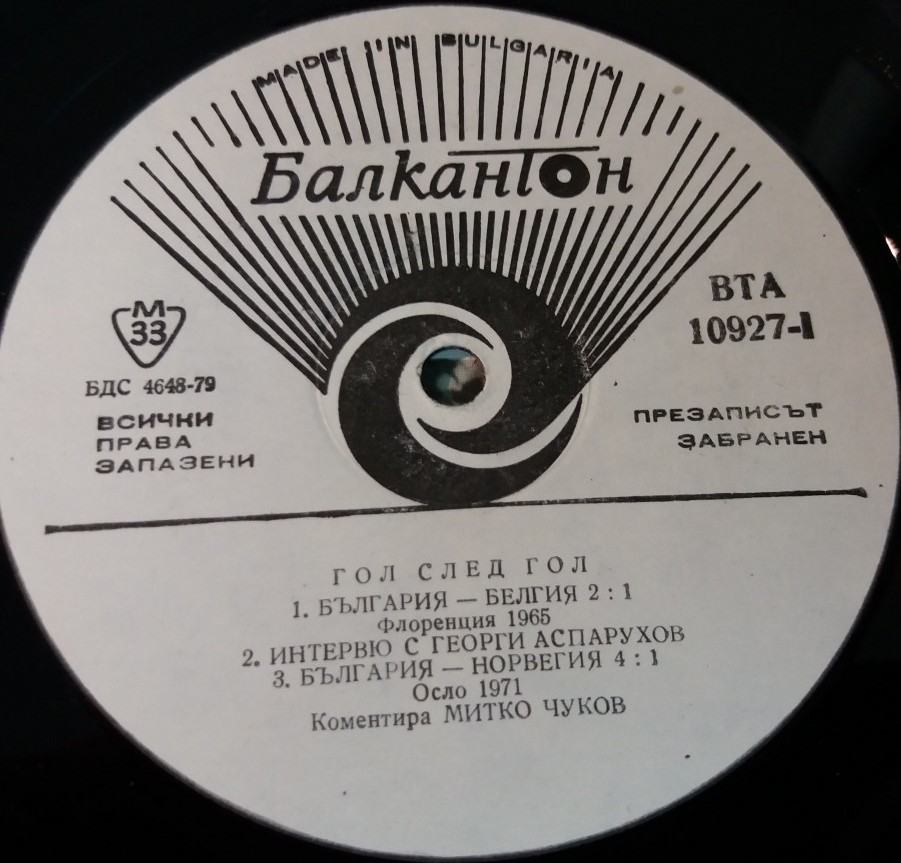 MADE IN BULGARIA
Балкантон
М
33
БДС 4648-79
ВСИЧКИ
ПРАВА
ЗАПАЗЕНИ
ВТА
10927-I
ПРЕЗАПИСЪТ
ЗАБРАНЕН
ГОЛ СЛЕД ГОЛ
1. БЪЛГАРИЯ — БЕЛГИЯ 2 : 1
Флоренция 1965
2. ИНТЕРВЮ С ГЕОРГИ АСПАРУХОВ
3. БЪЛГАРИЯ — НОРВЕГИЯ 4 : 1
Осло 1971
Коментира МИТКО ЧУКОВ